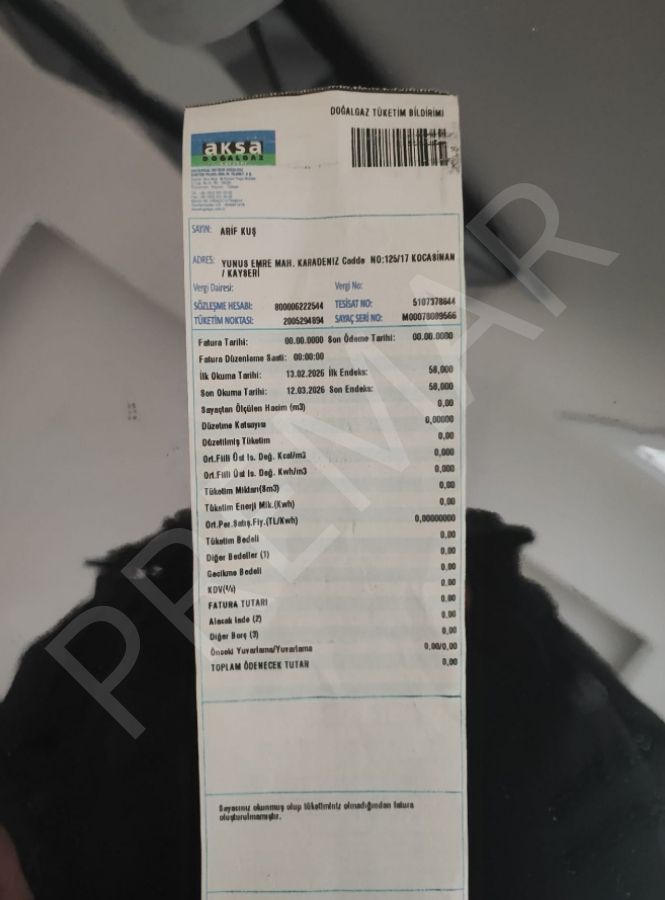 DOĞALGAZ TÜKETİM BİLDİRİMİ
aksa
DOĞALGAZ
SAYIN: ARİF KUŞ
ADRES: YUNUS EMRE MAH. KARADENIZ Cadde NO:125/17 KOCASİNAN
/ KAYSERİ
Vergi Dairesi: Vergi No:
SÖZLEŞME HESABI: 800006222544 TESİSAT NO: 5107378644
TÜKETİM NOKTASI: 2005294894 SAYAÇ SERİ NO: M00078089566
Fatura Tarihi: 00.00.0000 Son Ödeme Tarihi: 00.00.0000
Fatura Düzenleme Saati: 00:00:00
İlk Okuma Tarihi: 13.02.2026 İlk Endeks: 58,000
Son Okuma Tarihi: 12.03.2026 Son Endeks: 58,000
Sayaçtan Ölçülen Hacim (m3) 0,00
Düzeltme Katsayısı 0,00000
Düzeltilmiş Tüketim 0,00
Ort.Fiili Üst Is. Değ. Kcal/m3 0,000
Ort.Fiili Üst Is. Değ. Kwh/m3 0,000
Tüketim Miktarı(Sm3) 0,00
Tüketim Enerji Mik.(Kwh) 0,00
Ort.Per.Satış.Fiy.(TL/Kwh) 0,00000000
Tüketim Bedeli 0,00
Diğer Bedeller (1) 0,00
Gecikme Bedeli 0,00
KDV(%) 0,00
FATURA TUTARI 0,00
Alacak İade (2) 0,00
Diğer Borç (3) 0,00
Önceki Yuvarlama/Yuvarlama 0,00/0,00
TOPLAM ÖDENECEK TUTAR 0,00
Sayacınız okunmuş olup tüketiminiz olmadığından fatura
oluşturulmamıştır.
PREMAR